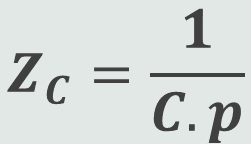 Z_C = 1 / C.p